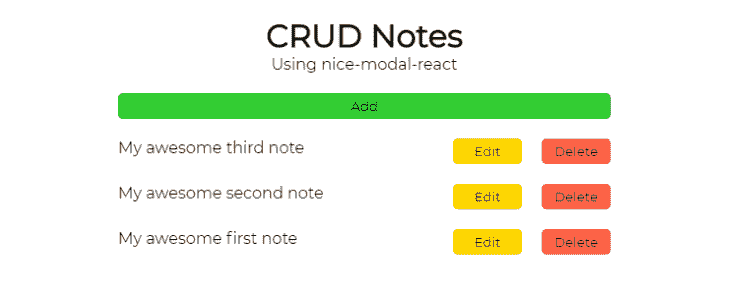 CRUD Notes
Using nice-modal-react
Add
My awesome third note Edit Delete
My awesome second note Edit Delete
My awesome first note Edit Delete